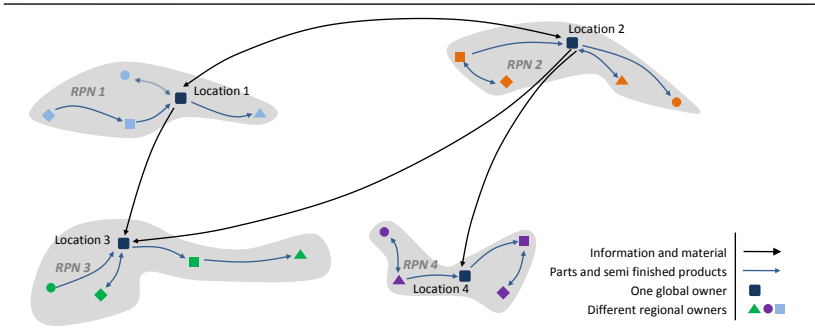 Location 2
RPN 2
RPN 1
Location 1
Location 3
RPN 3
RPN 4
Location 4
Information and material
Parts and semi finished products
One global owner
Different regional owners